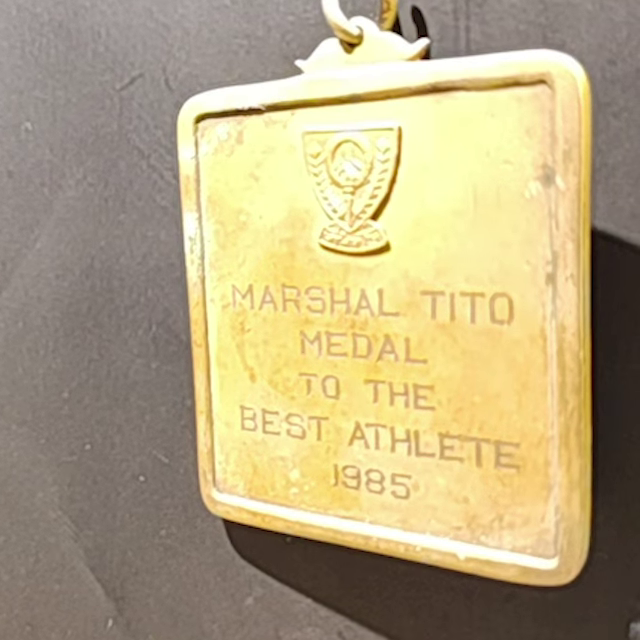 MARSHAL TITO
MEDAL
TO THE
BEST ATHLETE
1985